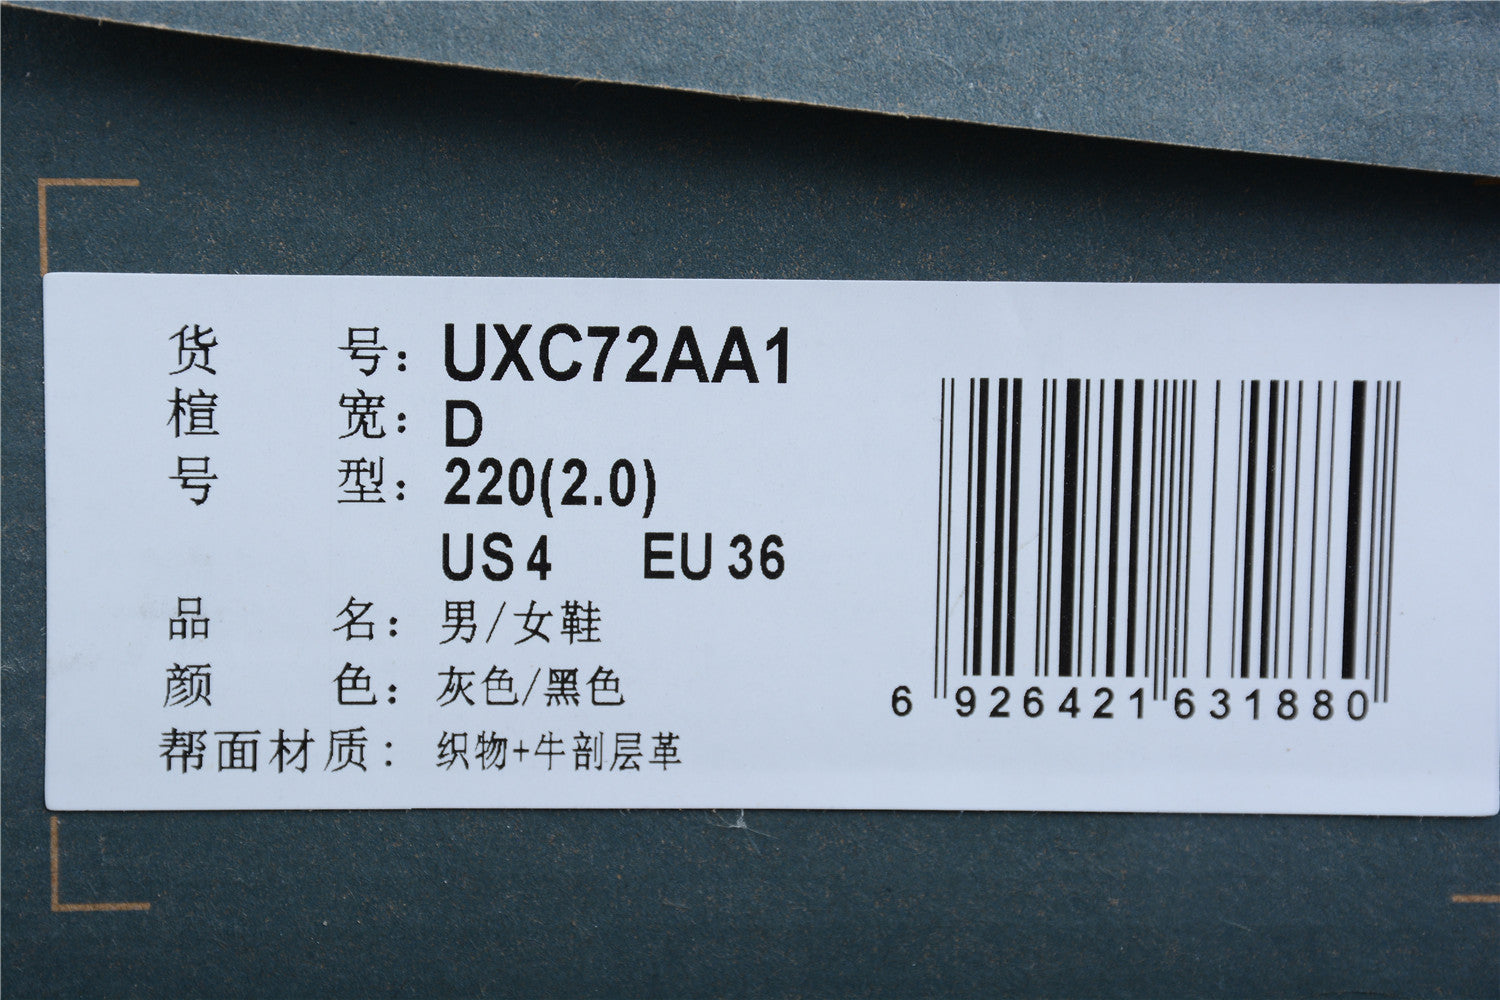 货 号：UXC72AA1
楦 宽：D
号 型：220(2.0)
US 4 EU 36
品 名：男/女鞋
颜 色：灰色/黑色
帮面材质：织物+牛剖层革
6 926421 631880